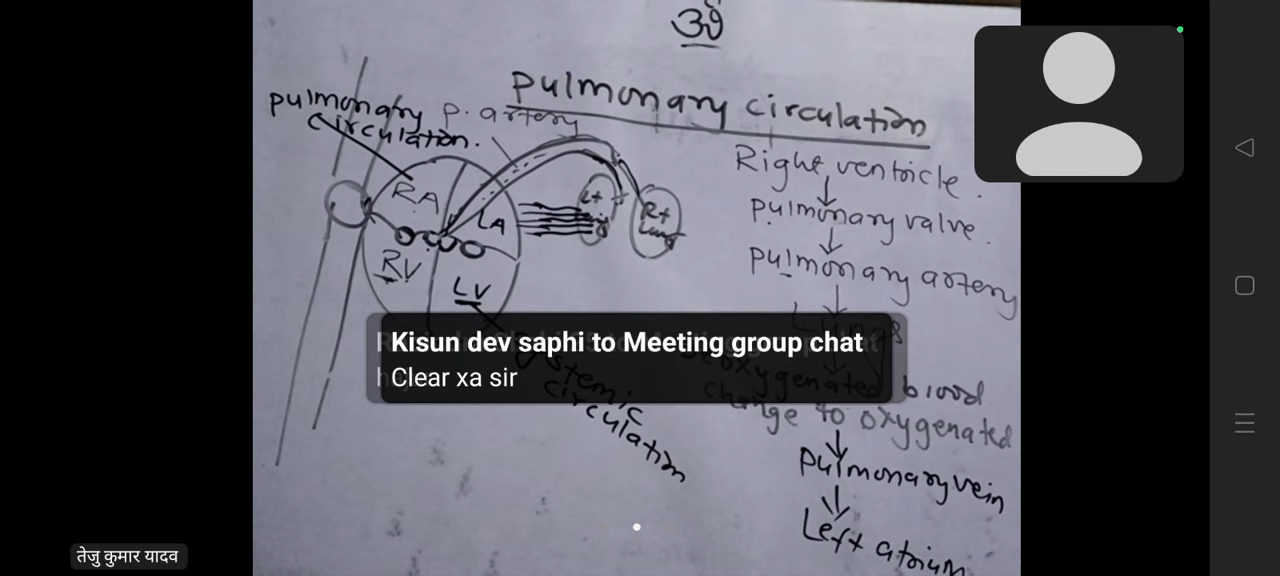 ॐ
Pulmonary circulation
pulmonary
circulation.
p. artery
RA
LA
RV
LV
Lt
Rt
Lung
Right ventricle.
pulmonary valve.
pulmonary artery
blood
change to oxygenated
pulmonary vein
Left atrium
circulation
Kisun dev saphi to Meeting group chat
Clear xa sir
तेजु कुमार यादव